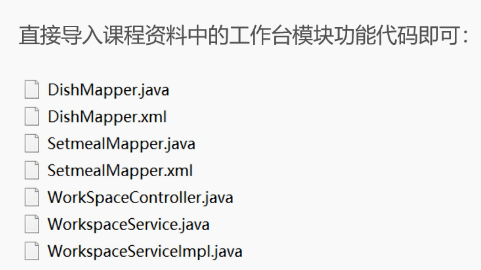 直接导入课程资料中的工作台模块功能代码即可：
DishMapper.java
DishMapper.xml
SetmealMapper.java
SetmealMapper.xml
WorkSpaceController.java
WorkspaceService.java
WorkspaceServiceImpl.java